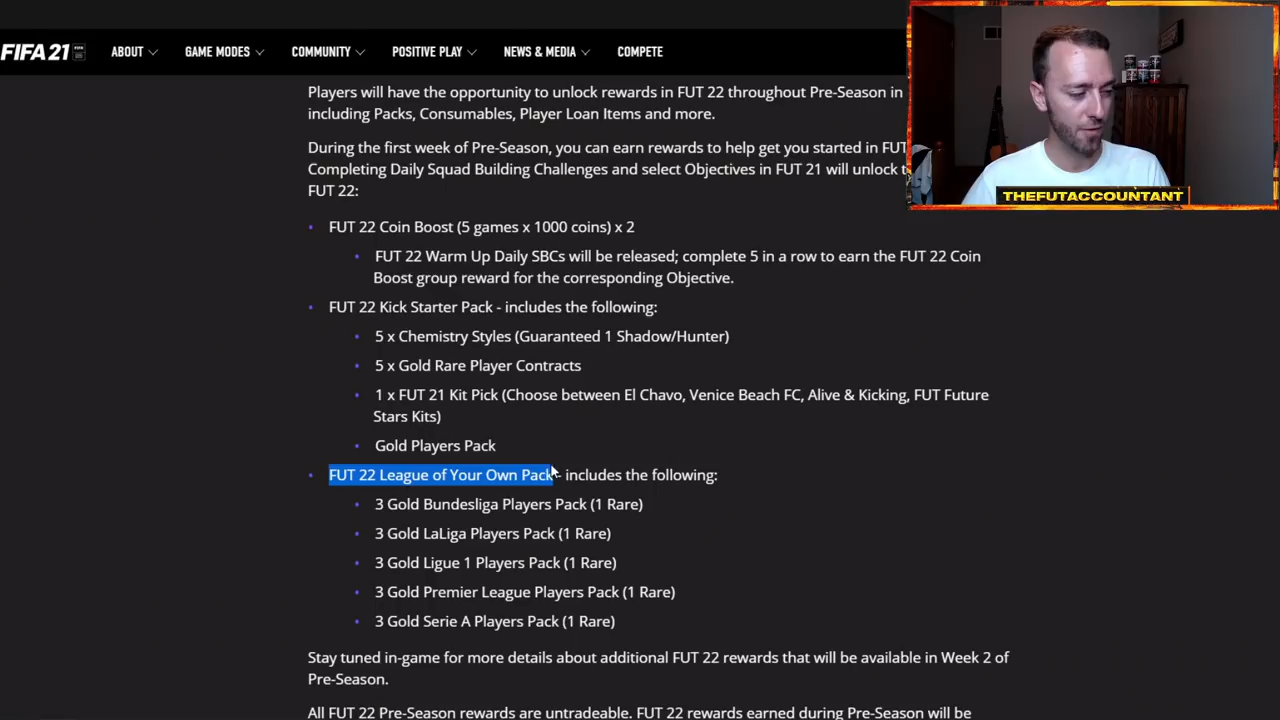 FIFA 21
ABOUT
GAME MODES
COMMUNITY
POSITIVE PLAY
NEWS & MEDIA
COMPETE
Players will have the opportunity to unlock rewards in FUT 22 throughout Pre-Season in
including Packs, Consumables, Player Loan Items and more.
During the first week of Pre-Season, you can earn rewards to help get you started in FUT
Completing Daily Squad Building Challenges and select Objectives in FUT 21 will unlock
FUT 22:
• FUT 22 Coin Boost (5 games x 1000 coins) x 2
• FUT 22 Warm Up Daily SBCs will be released; complete 5 in a row to earn the FUT 22 Coin
Boost group reward for the corresponding Objective.
• FUT 22 Kick Starter Pack - includes the following:
• 5 x Chemistry Styles (Guaranteed 1 Shadow/Hunter)
• 5 x Gold Rare Player Contracts
• 1 x FUT 21 Kit Pick (Choose between El Chavo, Venice Beach FC, Alive & Kicking, FUT Future
Stars Kits)
• Gold Players Pack
• FUT 22 League of Your Own Pack - includes the following:
• 3 Gold Bundesliga Players Pack (1 Rare)
• 3 Gold LaLiga Players Pack (1 Rare)
• 3 Gold Ligue 1 Players Pack (1 Rare)
• 3 Gold Premier League Players Pack (1 Rare)
• 3 Gold Serie A Players Pack (1 Rare)
Stay tuned in-game for more details about additional FUT 22 rewards that will be available in Week 2 of
Pre-Season.
All FUT 22 Pre-Season rewards are untradeable. FUT 22 rewards earned during Pre-Season will be
THEFUTACCOUNTANT